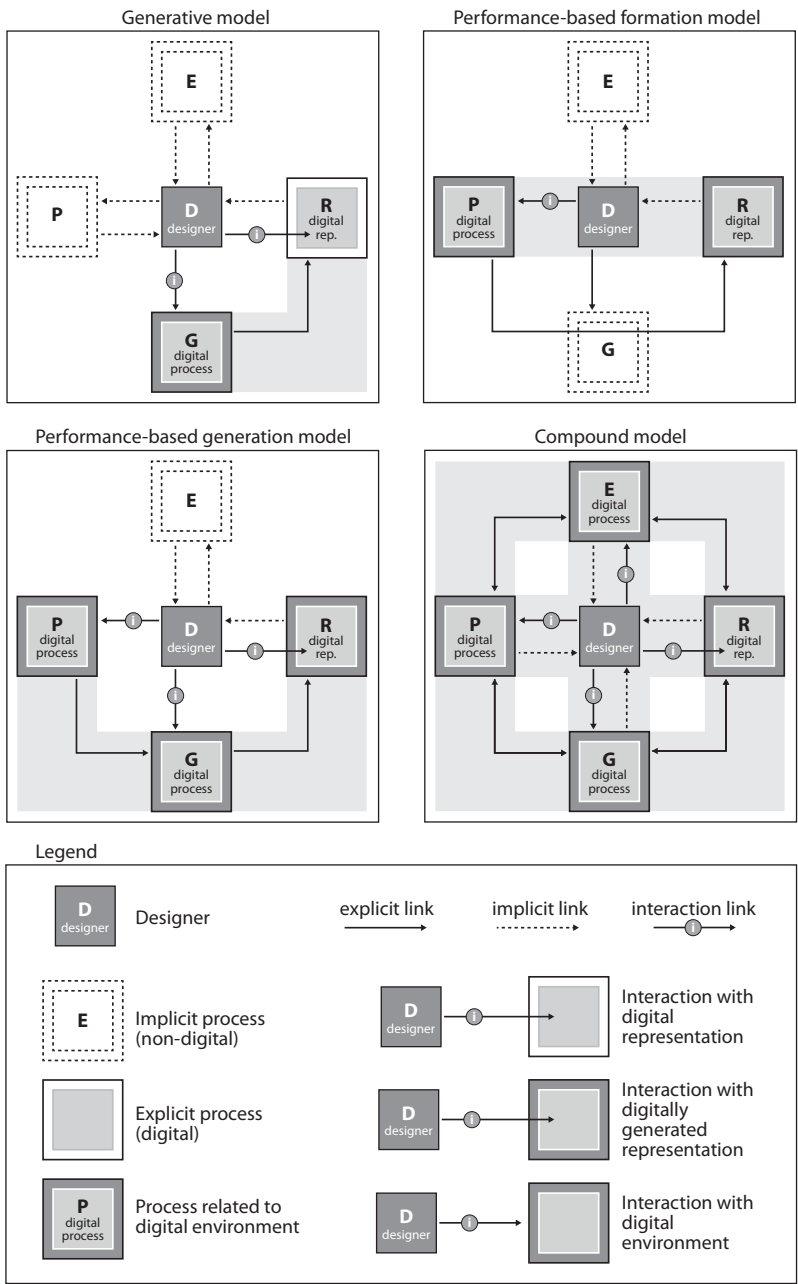 Generative model
E
P
D
designer
i
R
digital
rep.
i
G
digital
process
Performance-based formation model
E
P
digital
process
i
D
designer
R
digital
rep.
G
Performance-based generation model
E
P
digital
process
i
D
designer
i
R
digital
rep.
i
G
digital
process
Compound model
E
digital
process
i
P
digital
process
i
D
designer
i
R
digital
rep.
i
G
digital
process
Legend
D
designer
Designer
explicit link
implicit link
interaction link
i
E
Implicit process
(non-digital)
D
designer
i
Interaction with
digital
representation
Explicit process
(digital)
D
designer
i
Interaction with
digitally
generated
representation
P
digital
process
Process related to
digital environment
D
designer
i
Interaction with
digital
environment